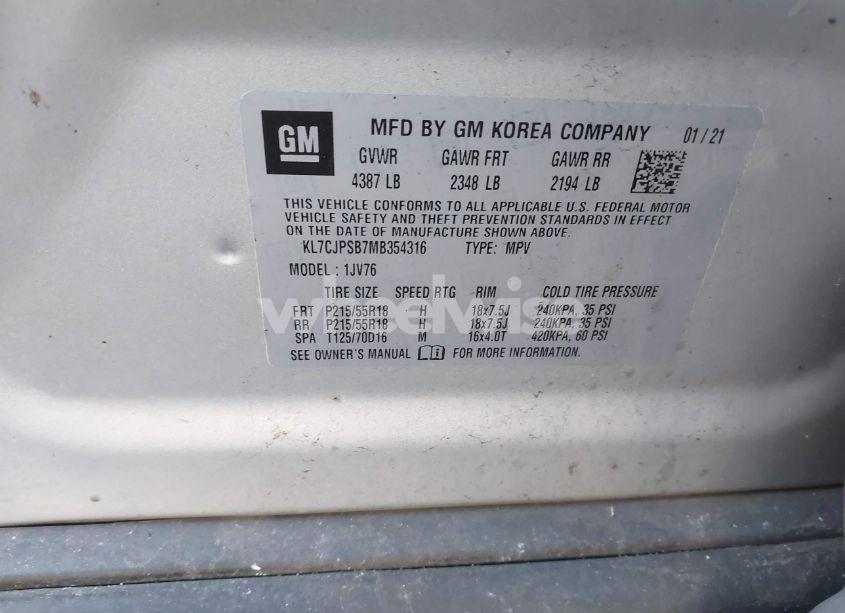 GM
MFD BY GM KOREA COMPANY 01/21
GVWR GAWR FRT GAWR RR
4387 LB 2348 LB 2194 LB
THIS VEHICLE CONFORMS TO ALL APPLICABLE U.S. FEDERAL MOTOR
VEHICLE SAFETY AND THEFT PREVENTION STANDARDS IN EFFECT
ON THE DATE OF MANUFACTURE SHOWN ABOVE.
KL7CJPSB7MB354316 TYPE: MPV
MODEL : 1JV76
TIRE SIZE SPEED RTG RIM COLD TIRE PRESSURE
FRT P215/55R18 H 18x7.5J 240KPA, 35 PSI
RR P215/55R18 H 18x7.5J 240KPA, 35 PSI
SPA T125/70D16 M 16x4.0T 420KPA, 60 PSI
SEE OWNER'S MANUAL i FOR MORE INFORMATION.
wheelwise